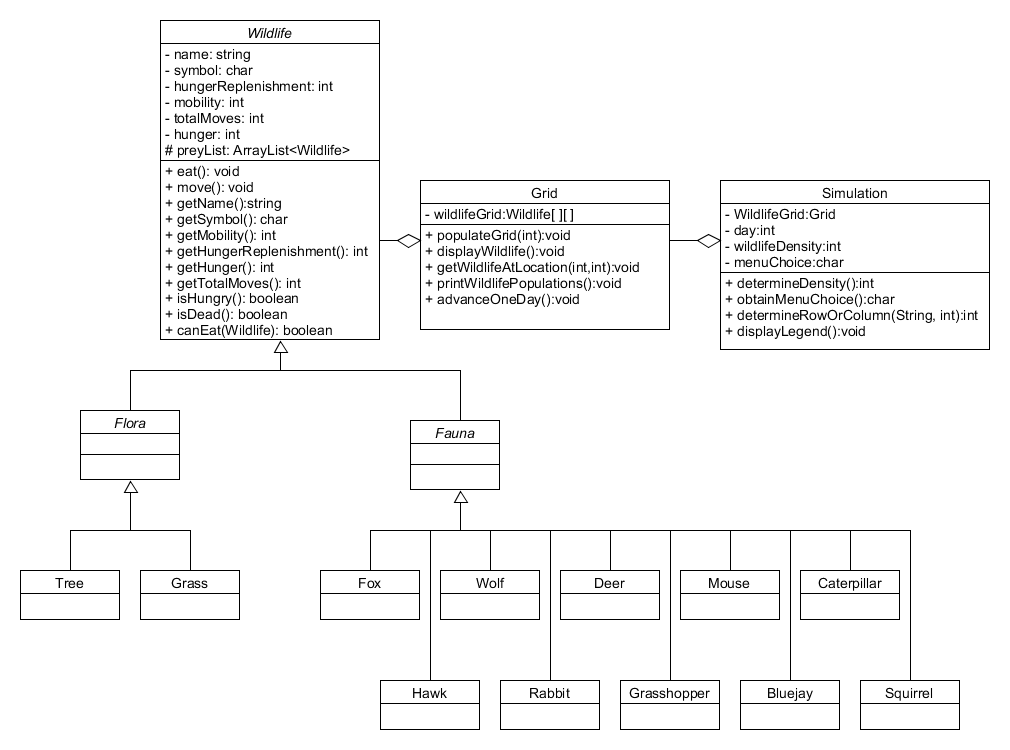 Wildlife
- name: string
- symbol: char
- hungerReplenishment: int
- mobility: int
- totalMoves: int
- hunger: int
# preyList: ArrayList<Wildlife>
+ eat(): void
+ move(): void
+ getName():string
+ getSymbol(): char
+ getMobility(): int
+ getHungerReplenishment(): int
+ getHunger(): int
+ getTotalMoves(): int
+ isHungry(): boolean
+ isDead(): boolean
+ canEat(Wildlife): boolean
Grid
- wildlifeGrid:Wildlife[ ][ ]
+ populateGrid(int):void
+ displayWildlife():void
+ getWildlifeAtLocation(int,int):void
+ printWildlifePopulations():void
+ advanceOneDay():void
Simulation
- WildlifeGrid:Grid
- day:int
- wildlifeDensity:int
- menuChoice:char
+ determineDensity():int
+ obtainMenuChoice():char
+ determineRowOrColumn(String, int):int
+ displayLegend():void
Flora
Fauna
Tree
Grass
Fox
Wolf
Deer
Mouse
Caterpillar
Hawk
Rabbit
Grasshopper
Bluejay
Squirrel